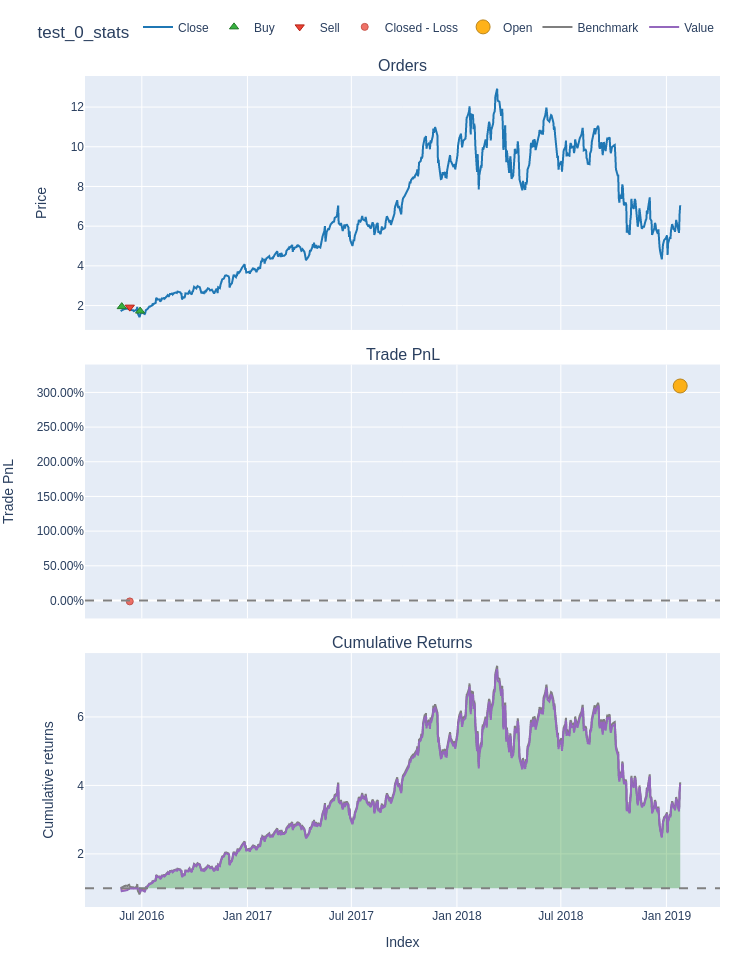 test_0_stats
Close
Buy
Sell
Closed - Loss
Open
Benchmark
Value
Orders
12
10
8
6
4
2
Price
Trade PnL
300.00%
250.00%
200.00%
150.00%
100.00%
50.00%
0.00%
Trade PnL
Cumulative Returns
6
4
2
Cumulative returns
Jul 2016
Jan 2017
Jul 2017
Jan 2018
Jul 2018
Jan 2019
Index